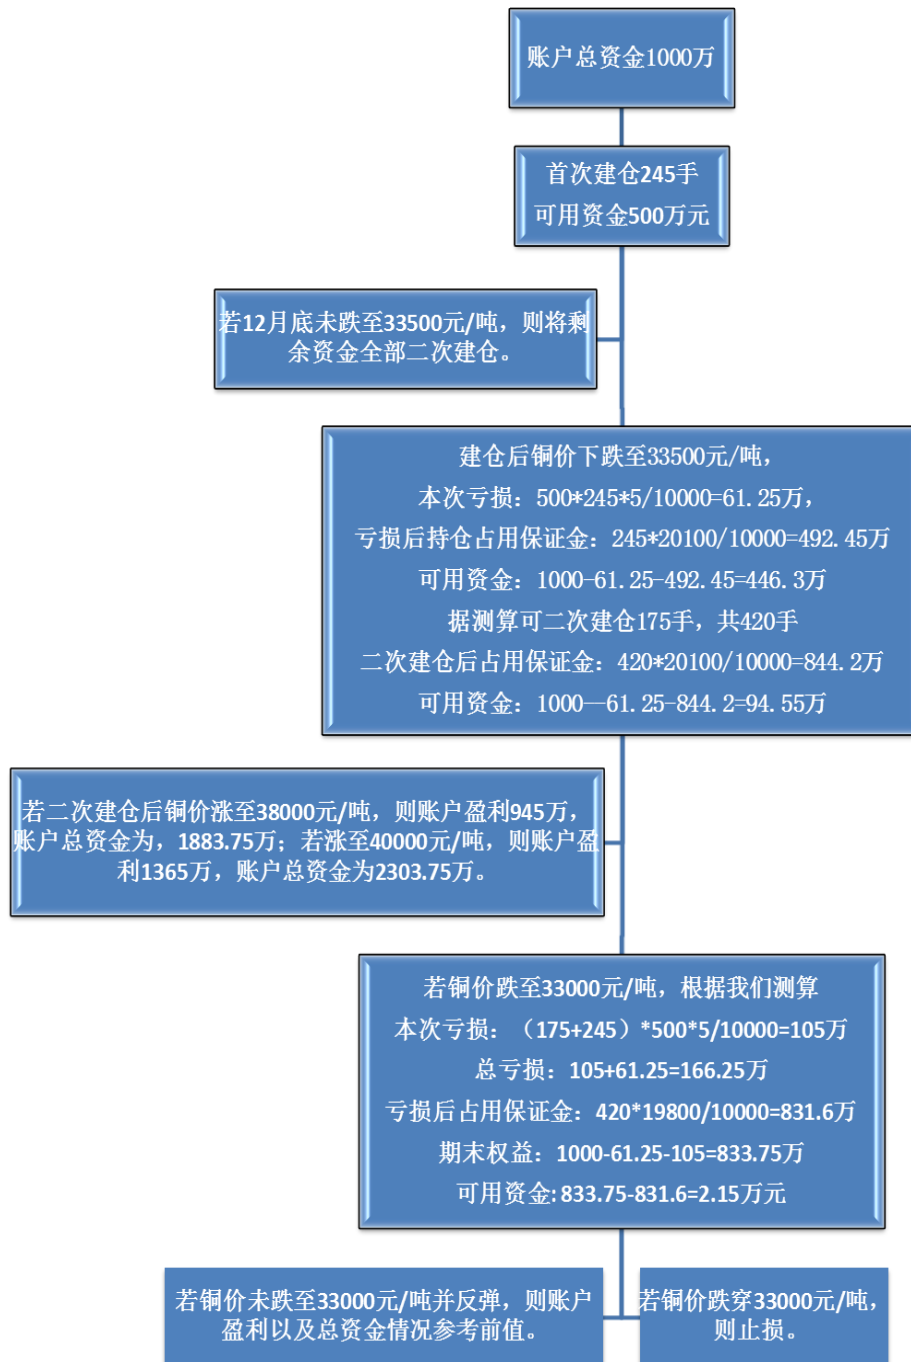 账户总资金1000万
首次建仓245手
可用资金500万元
若12月底未跌至33500元/吨，则将剩
余资金全部二次建仓。
建仓后铜价下跌至33500元/吨，
本次亏损：500*245*5/10000=61.25万，
亏损后持仓占用保证金：245*20100/10000=492.45万
可用资金：1000-61.25-492.45=446.3万
据测算可二次建仓175手，共420手
二次建仓后占用保证金：420*20100/10000=844.2万
可用资金：1000—61.25-844.2=94.55万
若二次建仓后铜价涨至38000元/吨，则账户盈利945万，
账户总资金为，1883.75万；若涨至40000元/吨，则账户盈
利1365万，账户总资金为2303.75万。
若铜价跌至33000元/吨，根据我们测算
本次亏损：（175+245）*500*5/10000=105万
总亏损：105+61.25=166.25万
亏损后占用保证金：420*19800/10000=831.6万
期末权益：1000-61.25-105=833.75万
可用资金：833.75-831.6=2.15万元
若铜价未跌至33000元/吨并反弹，则账户
盈利以及总资金情况参考前值。
若铜价跌穿33000元/吨，
则止损。